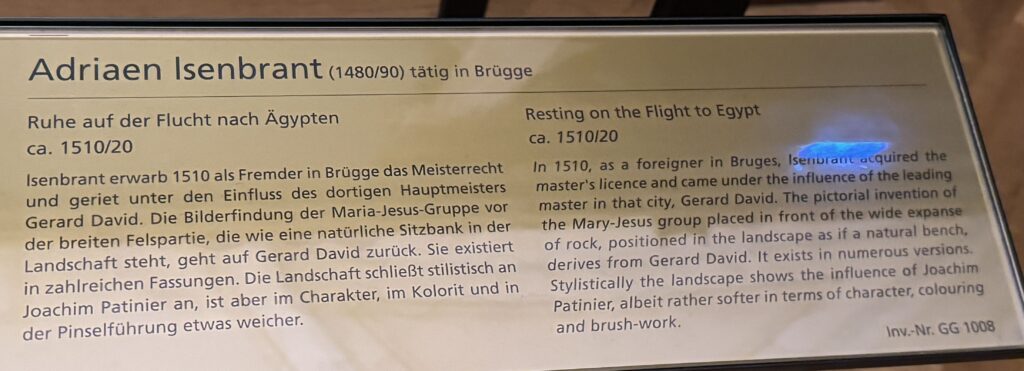 Adriaen Isenbrant (1480/90) tätig in Brügge
Ruhe auf der Flucht nach Ägypten
ca. 1510/20
Isenbrant erwarb 1510 als Fremder in Brügge das Meisterrecht
und geriet unter den Einfluss des dortigen Hauptmeisters
Gerard David. Die Bilderfindung der Maria-Jesus-Gruppe vor
der breiten Felspartie, die wie eine natürliche Sitzbank in der
Landschaft steht, geht auf Gerard David zurück. Sie existiert
in zahlreichen Fassungen. Die Landschaft schließt stilistisch an
Joachim Patinier an, ist aber im Charakter, im Kolorit und in
der Pinselführung etwas weicher.
Resting on the Flight to Egypt
ca. 1510/20
In 1510, as a foreigner in Bruges, Isenbrant acquired the
master's licence and came under the influence of the leading
master in that city, Gerard David. The pictorial invention of
the Mary-Jesus group placed in front of the wide expanse
of rock, positioned in the landscape as if a natural bench,
derives from Gerard David. It exists in numerous versions.
Stylistically the landscape shows the influence of Joachim
Patinier, albeit rather softer in terms of character, colouring
and brush-work.
Inv.-Nr. GG 1008